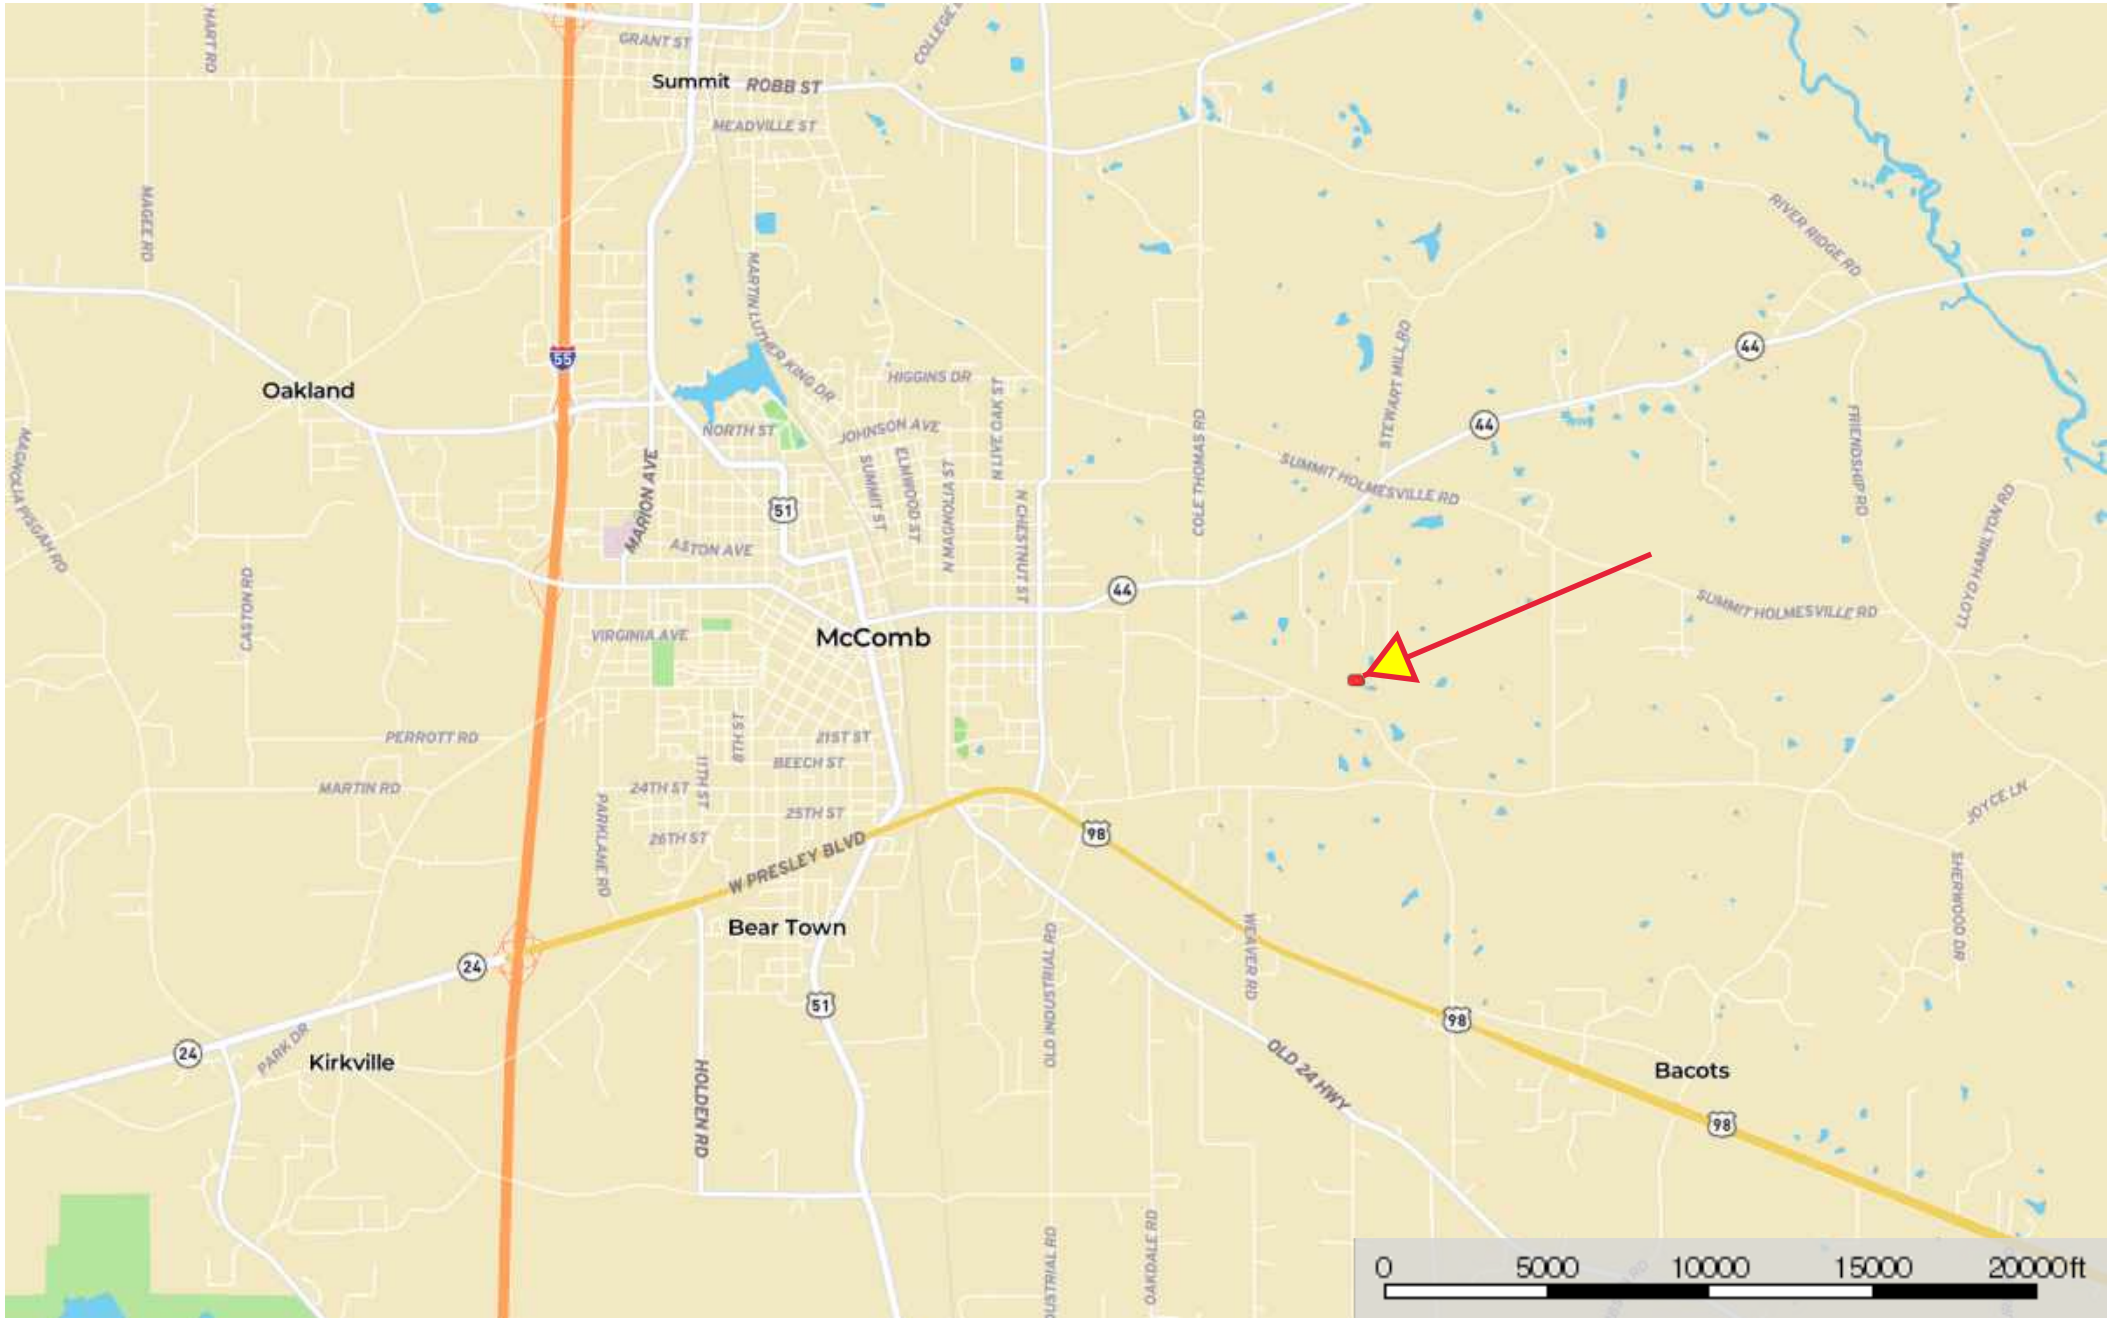 HART RD
GRANT ST
COLLEGE
Summit
ROBB ST
MEADVILLE ST
MAGEE RD
RIVER RIDGE RD
MARTIN LUTHER KING DR
44
55
Oakland
HIGGINS DR
N LIVE OAK ST
STEWART MILL RD
44
NORTH ST
JOHNSON AVE
COLE THOMAS RD
FRIENDSHIP RD
MAGNOLIA PISGAH RD
MARION AVE
SUMMIT ST
ELMWOOD ST
N MAGNOLIA ST
SUMMIT HOLMESVILLE RD
51
N CHESTNUT ST
LLOYD HAMILTON RD
ASTON AVE
CASTON RD
44
SUMMIT HOLMESVILLE RD
VIRGINIA AVE
McComb
PERROTT RD
8TH ST
21ST ST
BEECH ST
MARTIN RD
24TH ST
11TH ST
25TH ST
JOYCE LN
PARKLANE RD
26TH ST
98
W PRESLEY BLVD
SHERWOOD DR
Bear Town
WEAVER RD
OLD INDUSTRIAL RD
24
51
98
24
PARK DR
Kirkville
OLD 24 HWY
Bacots
HOLDEN RD
98
OAKDALE RD
USTRIAL RD
0 5000 10000 15000 20000ft